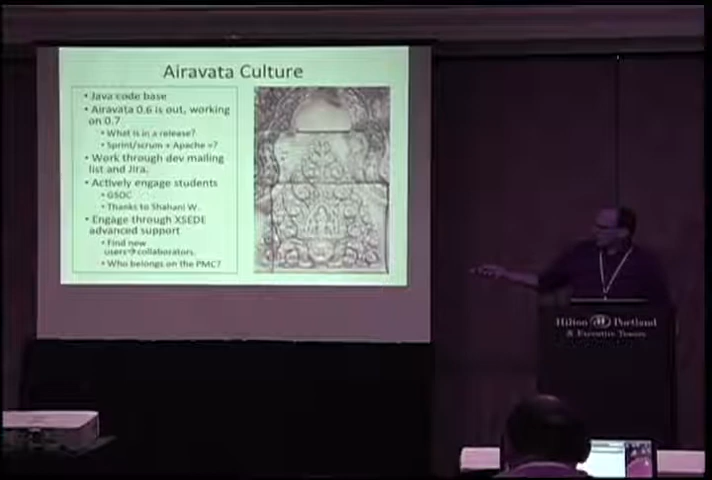 Airavata Culture
• Java code base
• Airavata 0.6 is out, working
on 0.7
• What is in a release?
• Sprint/scrum + Apache =?
• Work through dev mailing
list and Jira.
• Actively engage students
• GSOC
• Thanks to Shahani W.
• Engage through XSEDE
advanced support
• Find new
users→collaborators.
• Who belongs on the PMC?
Hilton Portland
& Executive Tower